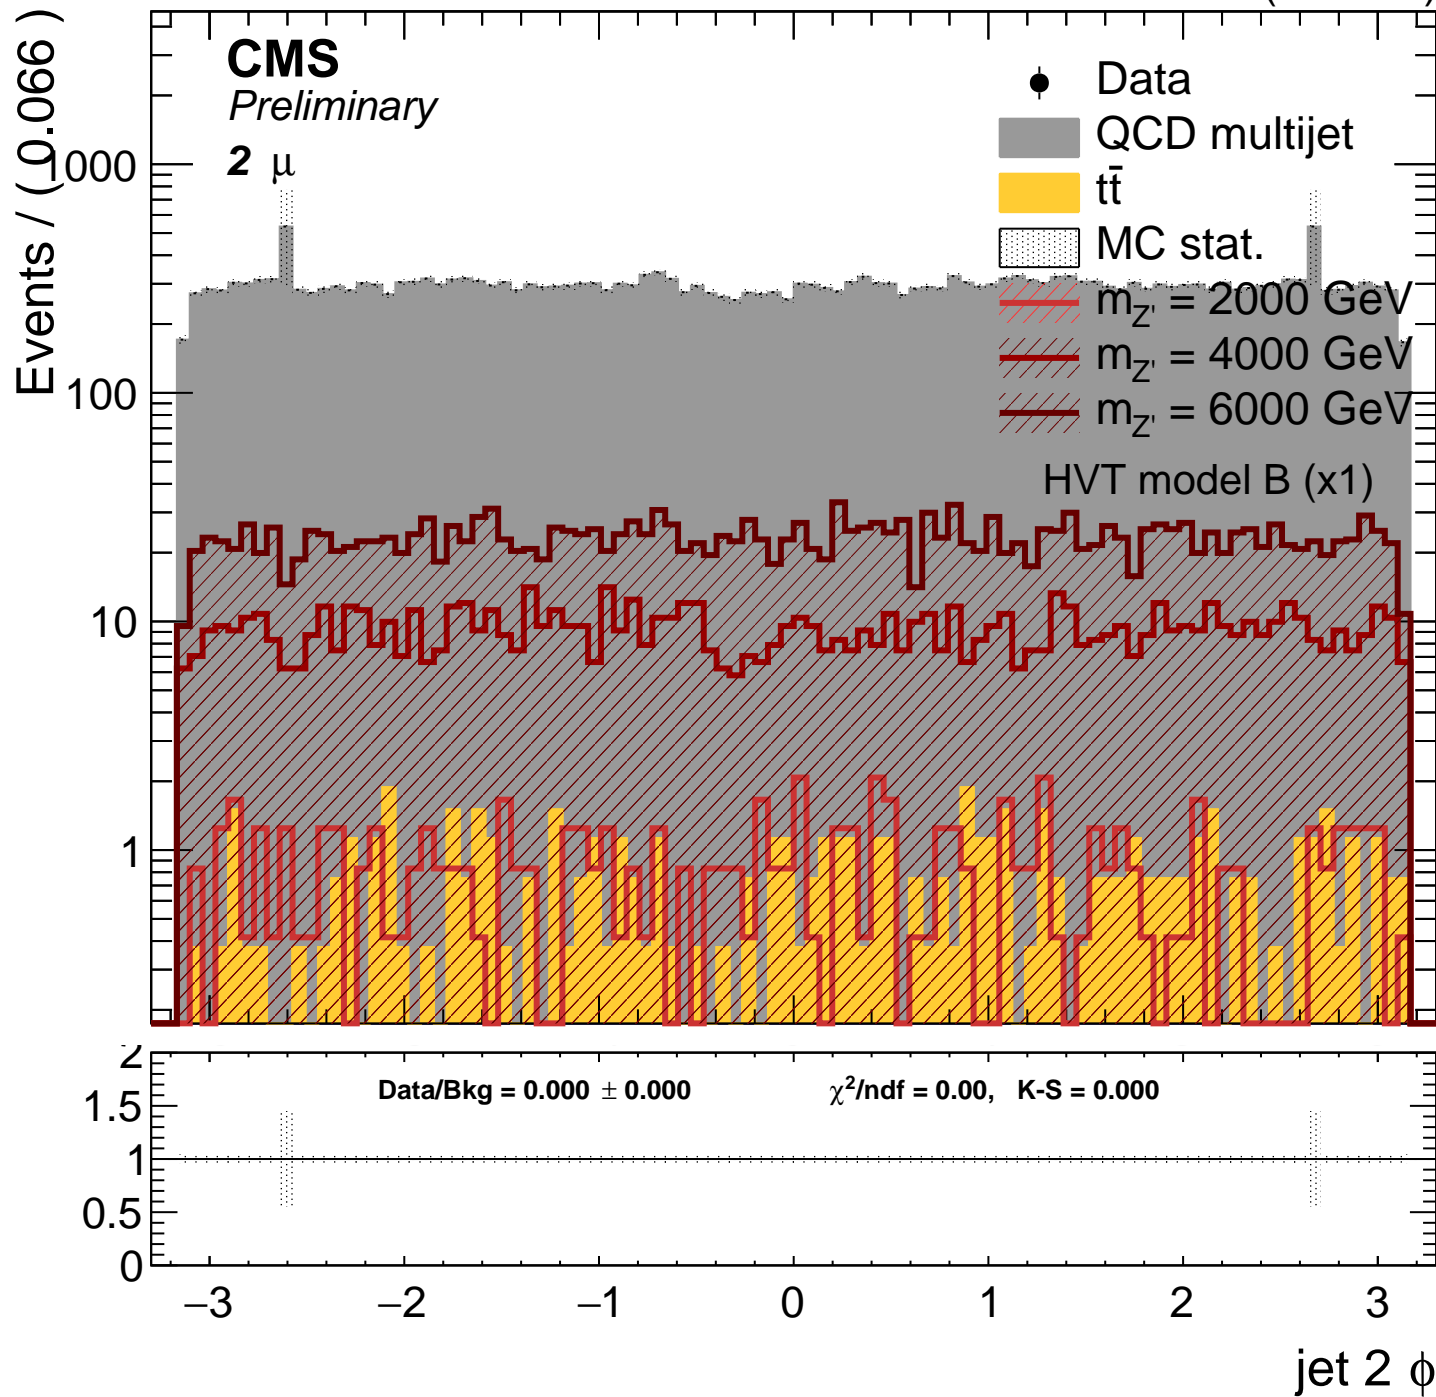 CMS
Preliminary
2 μ
Data
QCD multijet
tt̄
MC stat.
m_Z' = 2000 GeV
m_Z' = 4000 GeV
m_Z' = 6000 GeV
HVT model B (x1)
Events / ( 0.066 )
1000
100
10
1
Data/Bkg = 0.000 ± 0.000
χ²/ndf = 0.00, K-S = 0.000
2
1.5
1
0.5
0
−3 −2 −1 0 1 2 3
jet 2 ϕ